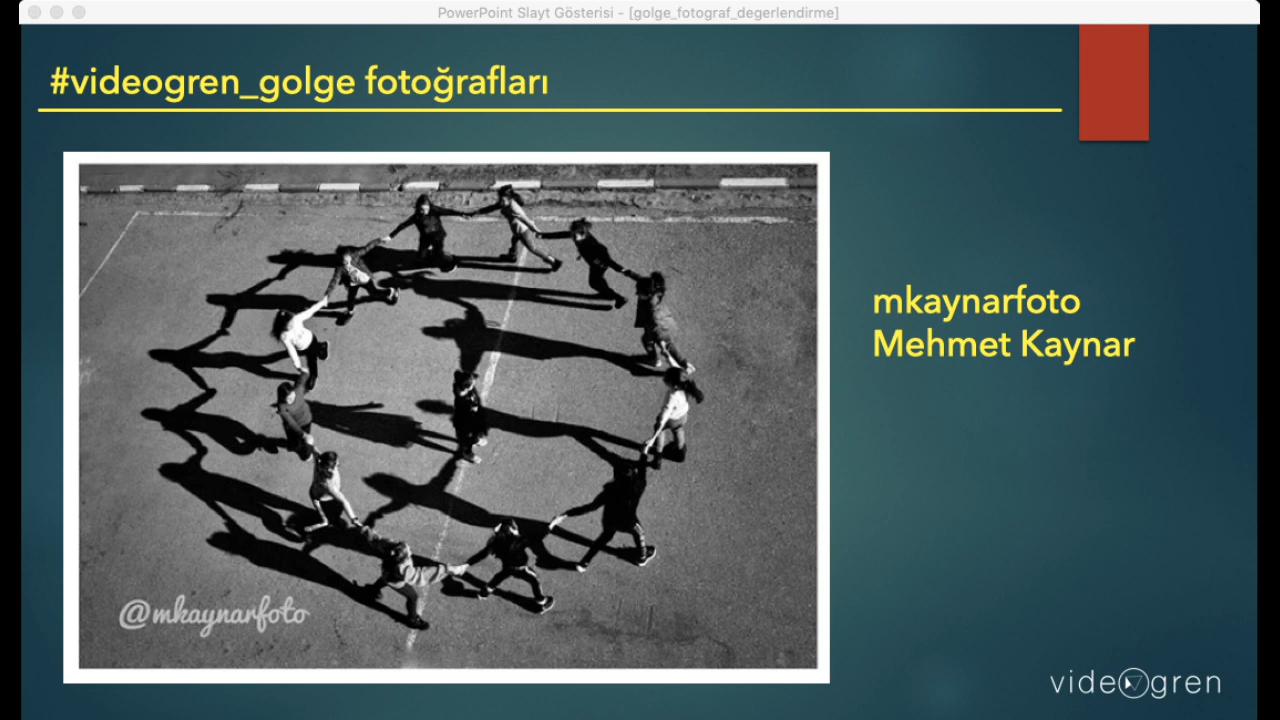 PowerPoint Slayt Gösterisi - [golge_fotograf_degerlendirme]
#videogren_golge fotoğrafları
mkaynarfoto
Mehmet Kaynar
@mkaynarfoto
videogren